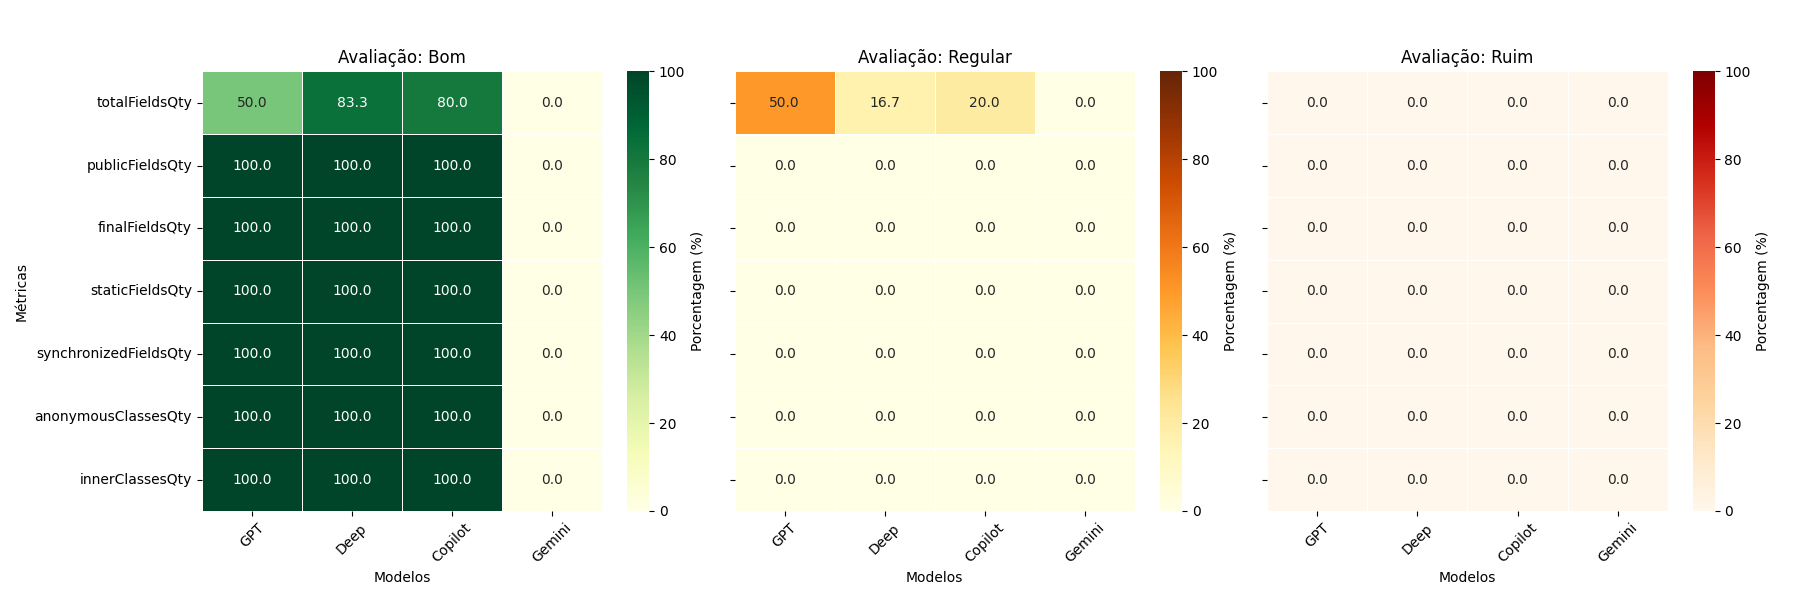 Avaliação: Bom
Avaliação: Regular
Avaliação: Ruim
Métricas
totalFieldsQty 50.0 83.3 80.0 0.0
publicFieldsQty 100.0 100.0 100.0 0.0
finalFieldsQty 100.0 100.0 100.0 0.0
staticFieldsQty 100.0 100.0 100.0 0.0
synchronizedFieldsQty 100.0 100.0 100.0 0.0
anonymousClassesQty 100.0 100.0 100.0 0.0
innerClassesQty 100.0 100.0 100.0 0.0
GPT Deep Copilot Gemini
Modelos
100
80
60
40
20
0
Porcentagem (%)
50.0 16.7 20.0 0.0
0.0 0.0 0.0 0.0
0.0 0.0 0.0 0.0
0.0 0.0 0.0 0.0
0.0 0.0 0.0 0.0
0.0 0.0 0.0 0.0
0.0 0.0 0.0 0.0
GPT Deep Copilot Gemini
Modelos
100
80
60
40
20
0
Porcentagem (%)
0.0 0.0 0.0 0.0
0.0 0.0 0.0 0.0
0.0 0.0 0.0 0.0
0.0 0.0 0.0 0.0
0.0 0.0 0.0 0.0
0.0 0.0 0.0 0.0
0.0 0.0 0.0 0.0
GPT Deep Copilot Gemini
Modelos
100
80
60
40
20
0
Porcentagem (%)